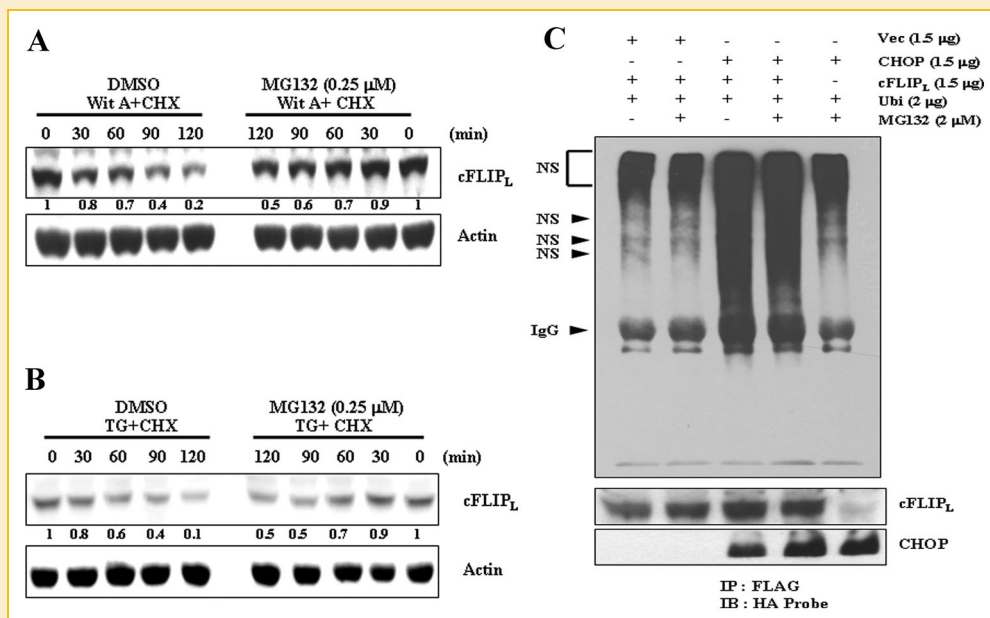 A
DMSO
Wit A+CHX
MG132 (0.25 μM)
Wit A+ CHX
0 30 60 90 120 120 90 60 30 0 (min)
cFLIPL
1 0.8 0.7 0.4 0.2 0.5 0.6 0.7 0.9 1
Actin
B
DMSO
TG+CHX
MG132 (0.25 μM)
TG+ CHX
0 30 60 90 120 120 90 60 30 0 (min)
cFLIPL
1 0.8 0.6 0.4 0.1 0.5 0.5 0.7 0.9 1
Actin
C
+ + - - - Vec (1.5 μg)
- - + + + CHOP (1.5 μg)
+ + + + - cFLIPL (1.5 μg)
+ + + + + Ubi (2 μg)
- + - + + MG132 (2 μM)
NS
NS
NS
NS
IgG
cFLIPL
CHOP
IP : FLAG
IB : HA Probe